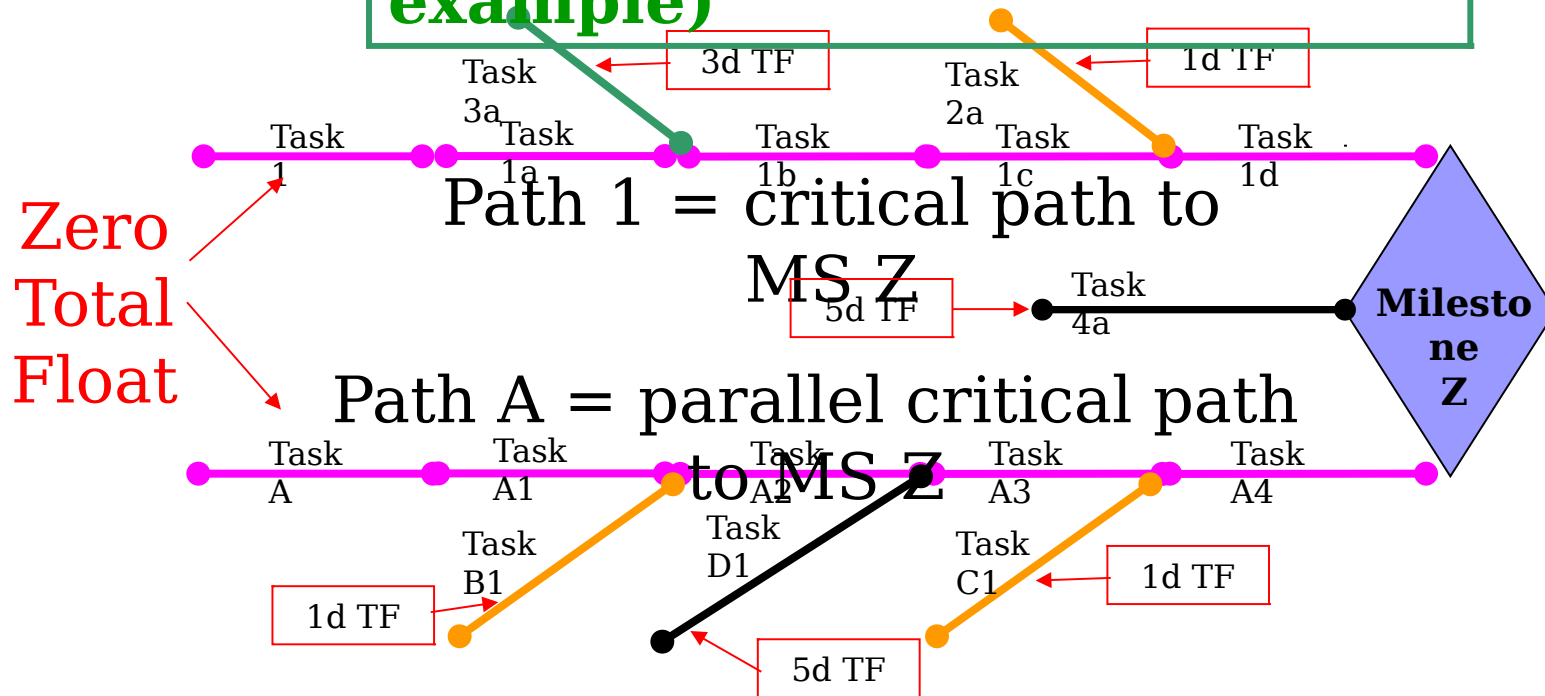 example)
3d TF
1d TF
Task
3a
Task
2a
Task
1
Task
1a
Task
1b
Task
1c
Task
1d
Path 1 = critical path to
MS Z
Zero
Total
Float
5d TF
Task
4a
Milesto
ne
Z
Path A = parallel critical path
to MS Z
Task
A
Task
A1
Task
A2
Task
A3
Task
A4
Task
B1
Task
D1
Task
C1
1d TF
1d TF
5d TF